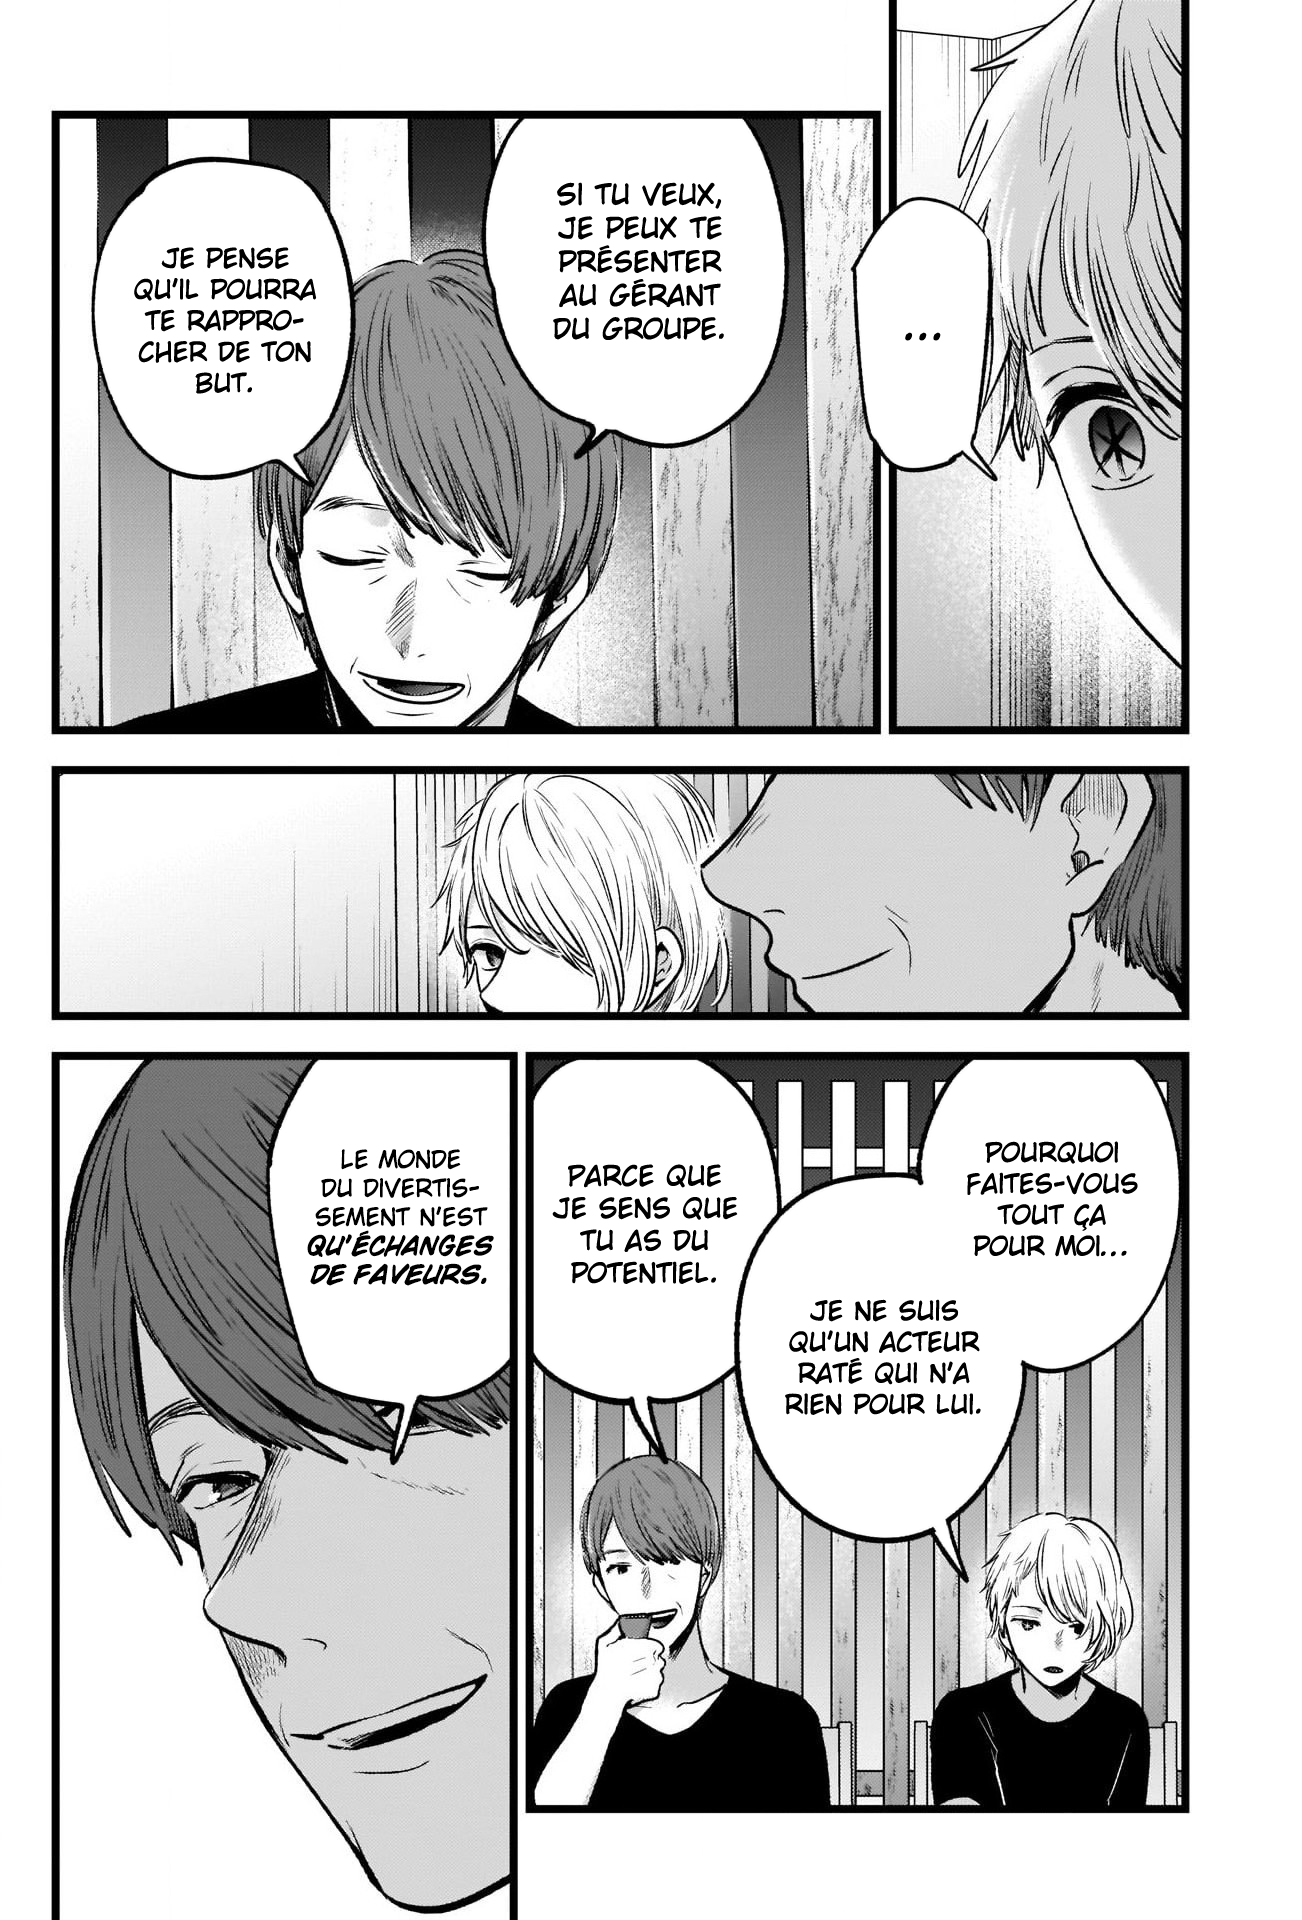 ...
SI TU VEUX,
JE PEUX TE
PRÉSENTER
AU GÉRANT
DU GROUPE.
JE PENSE
QU'IL POURRA
TE RAPPRO-
CHER DE TON
BUT.
POURQUOI
FAITES-VOUS
TOUT ÇA
POUR MOI...
JE NE SUIS
QU'UN ACTEUR
RATÉ QUI N'A
RIEN POUR LUI.
PARCE QUE
JE SENS QUE
TU AS DU
POTENTIEL.
LE MONDE
DU DIVERTIS-
SEMENT N'EST
QU'ÉCHANGES
DE FAVEURS.